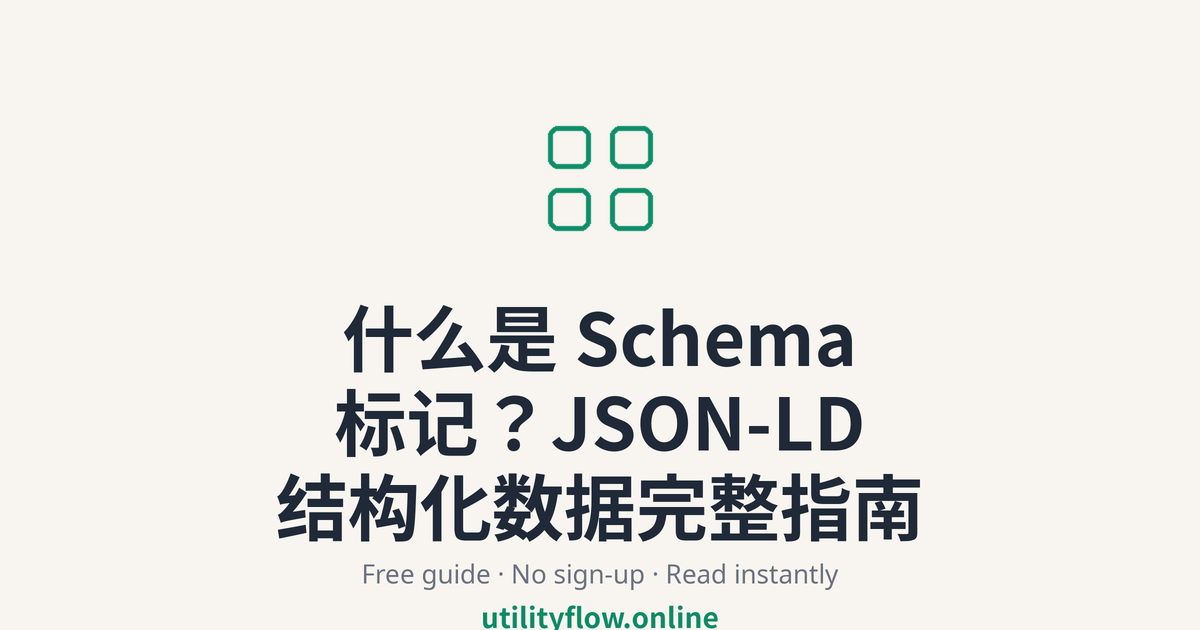 什么是 Schema
标记？JSON-LD
结构化数据完整指南
Free guide · No sign-up · Read instantly
utilityflow.online